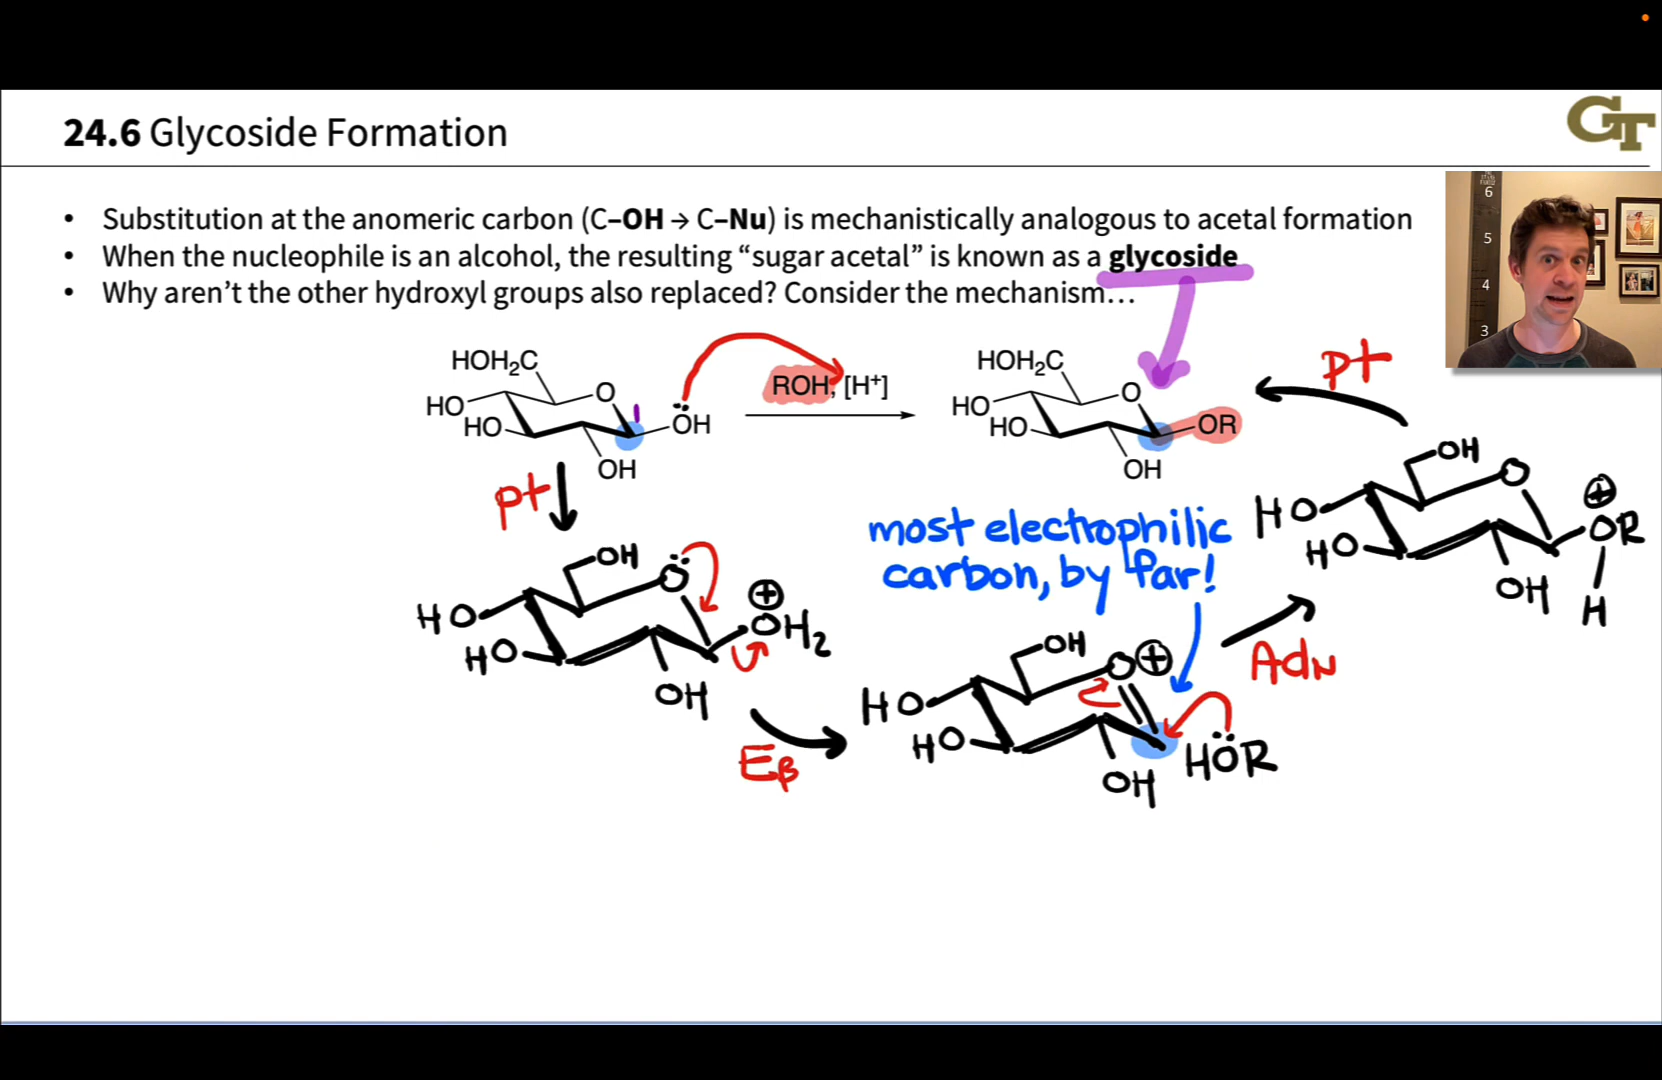 24.6 Glycoside Formation
GT
• Substitution at the anomeric carbon (C–OH → C–Nu) is mechanistically analogous to acetal formation
• When the nucleophile is an alcohol, the resulting “sugar acetal” is known as a glycoside
• Why aren’t the other hydroxyl groups also replaced? Consider the mechanism…
6
5
4
3
HOH₂C
O
HO
HO
1
ÖH
OH
ROH, [H⁺]
HOH₂C
O
HO
HO
OR
OH
pt
pt
OH
Ö
HO
HO
⊕
OH₂
OH
Eβ
most electrophilic
carbon, by far!
OH
O⊕
HO
HO
OH
HÖR
AdN
OH
O
HO
HO
⊕
OR
H
OH